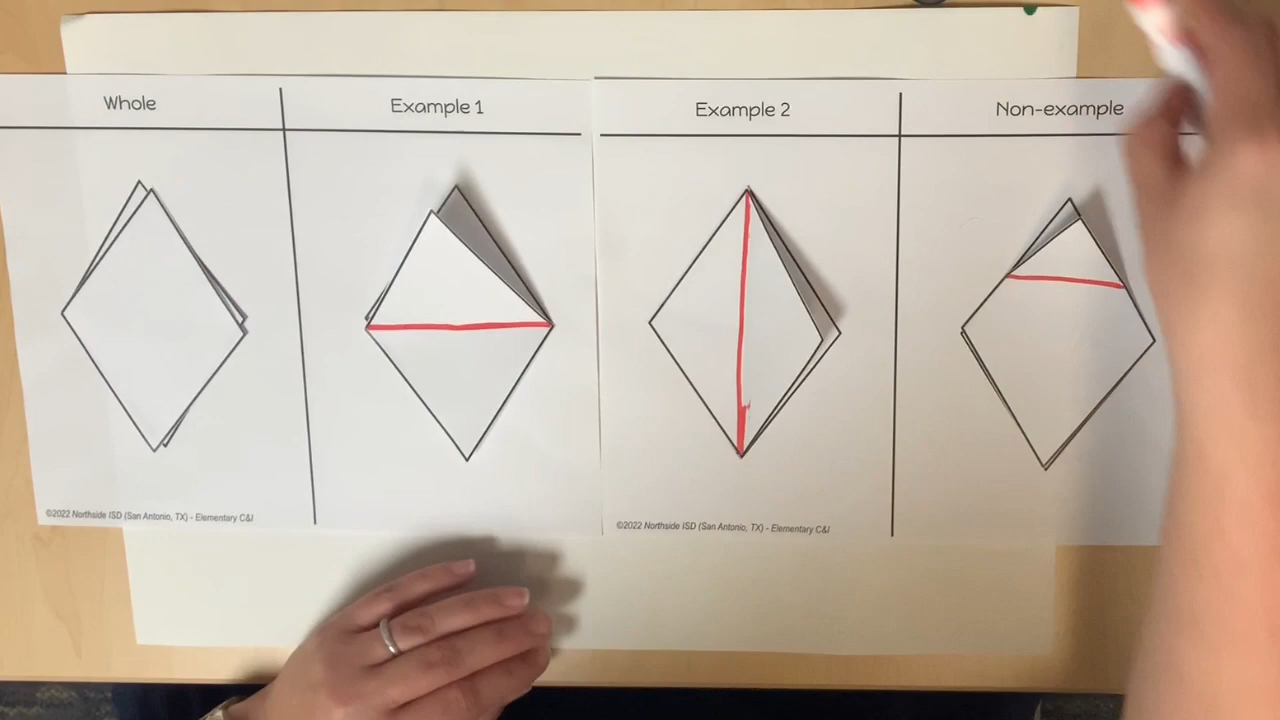 Whole
Example 1
Example 2
Non-example
©2022 Northside ISD (San Antonio, TX) - Elementary C&I
©2022 Northside ISD (San Antonio, TX) - Elementary C&I